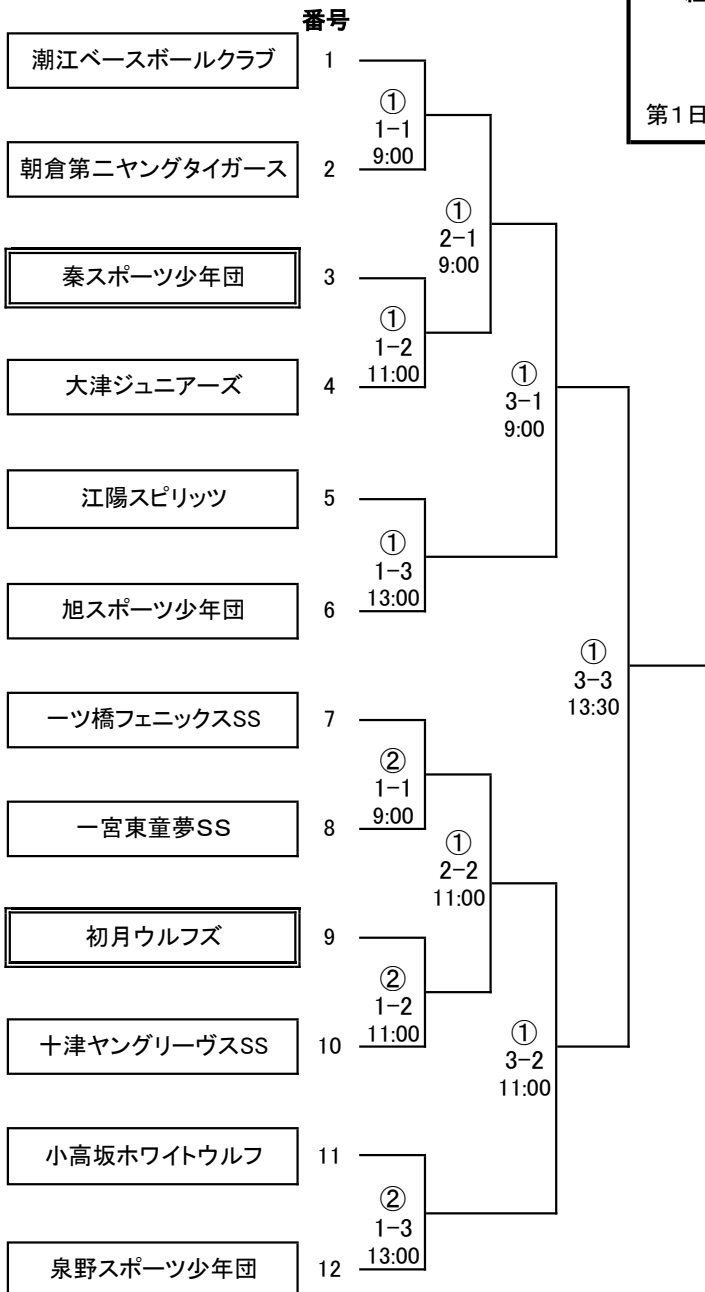 番号
第1日
潮江ベースボールクラブ 1
①
1-1
9:00
朝倉第二ヤングタイガース 2
①
2-1
9:00
秦スポーツ少年団 3
①
1-2
11:00
大津ジュニアーズ 4
①
3-1
9:00
江陽スピリッツ 5
①
1-3
13:00
旭スポーツ少年団 6
①
3-3
13:30
一ツ橋フェニックスSS 7
②
1-1
9:00
一宮東童夢SS 8
①
2-2
11:00
初月ウルフズ 9
②
1-2
11:00
十津ヤングリーヴスSS 10
①
3-2
11:00
小高坂ホワイトウルフ 11
②
1-3
13:00
泉野スポーツ少年団 12